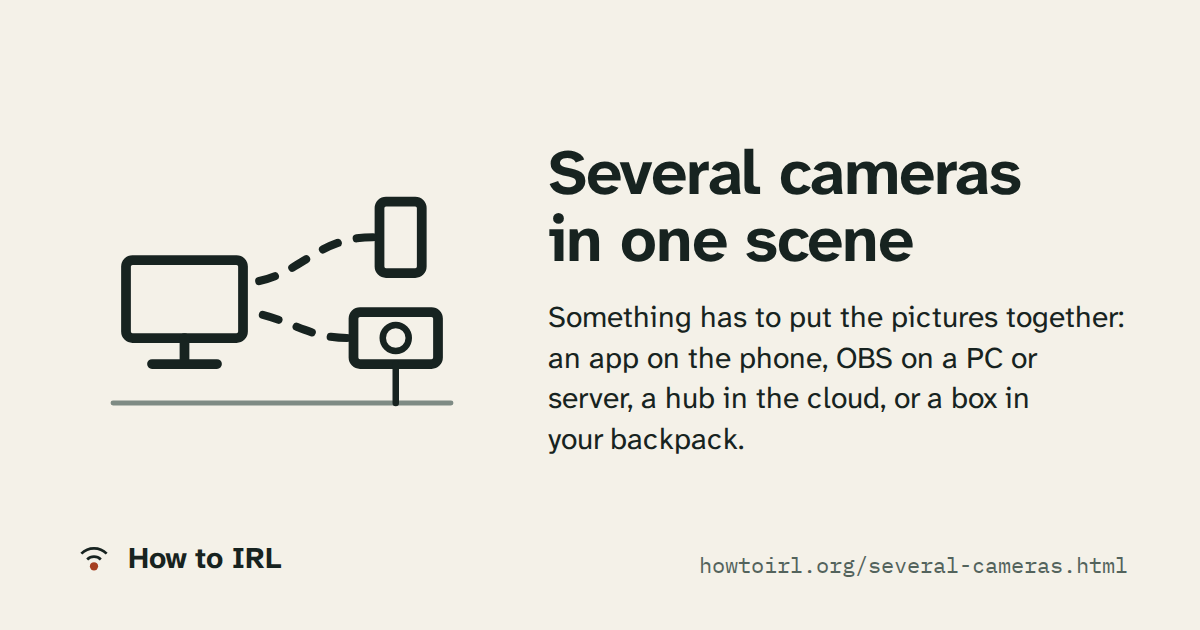 Several cameras
in one scene
Something has to put the pictures together:
an app on the phone, OBS on a PC or
server, a hub in the cloud, or a box in
your backpack.
How to IRL
howtoirl.org/several-cameras.html